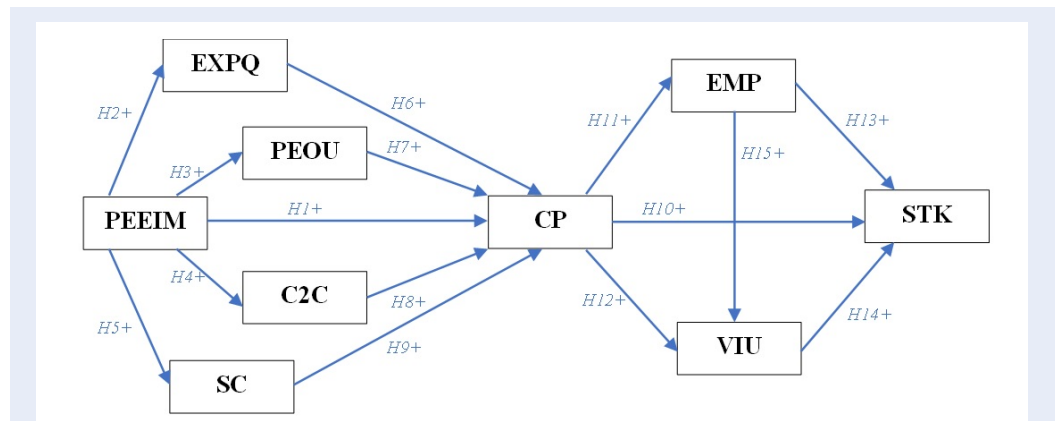 EXPQ
EMP
H2+
H6+
H11+
H13+
PEOU
H7+
H15+
H3+
PEEIM
H1+
CP
H10+
STK
H4+
C2C
H8+
H12+
H14+
H5+
H9+
VIU
SC